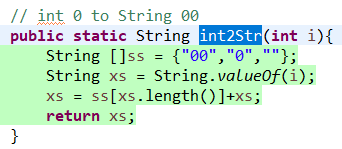 // int 0 to String 00
public static String int2Str(int i){
String []ss = {"00","0",""};
String xs = String.valueOf(i);
xs = ss[xs.length()]+xs;
return xs;
}